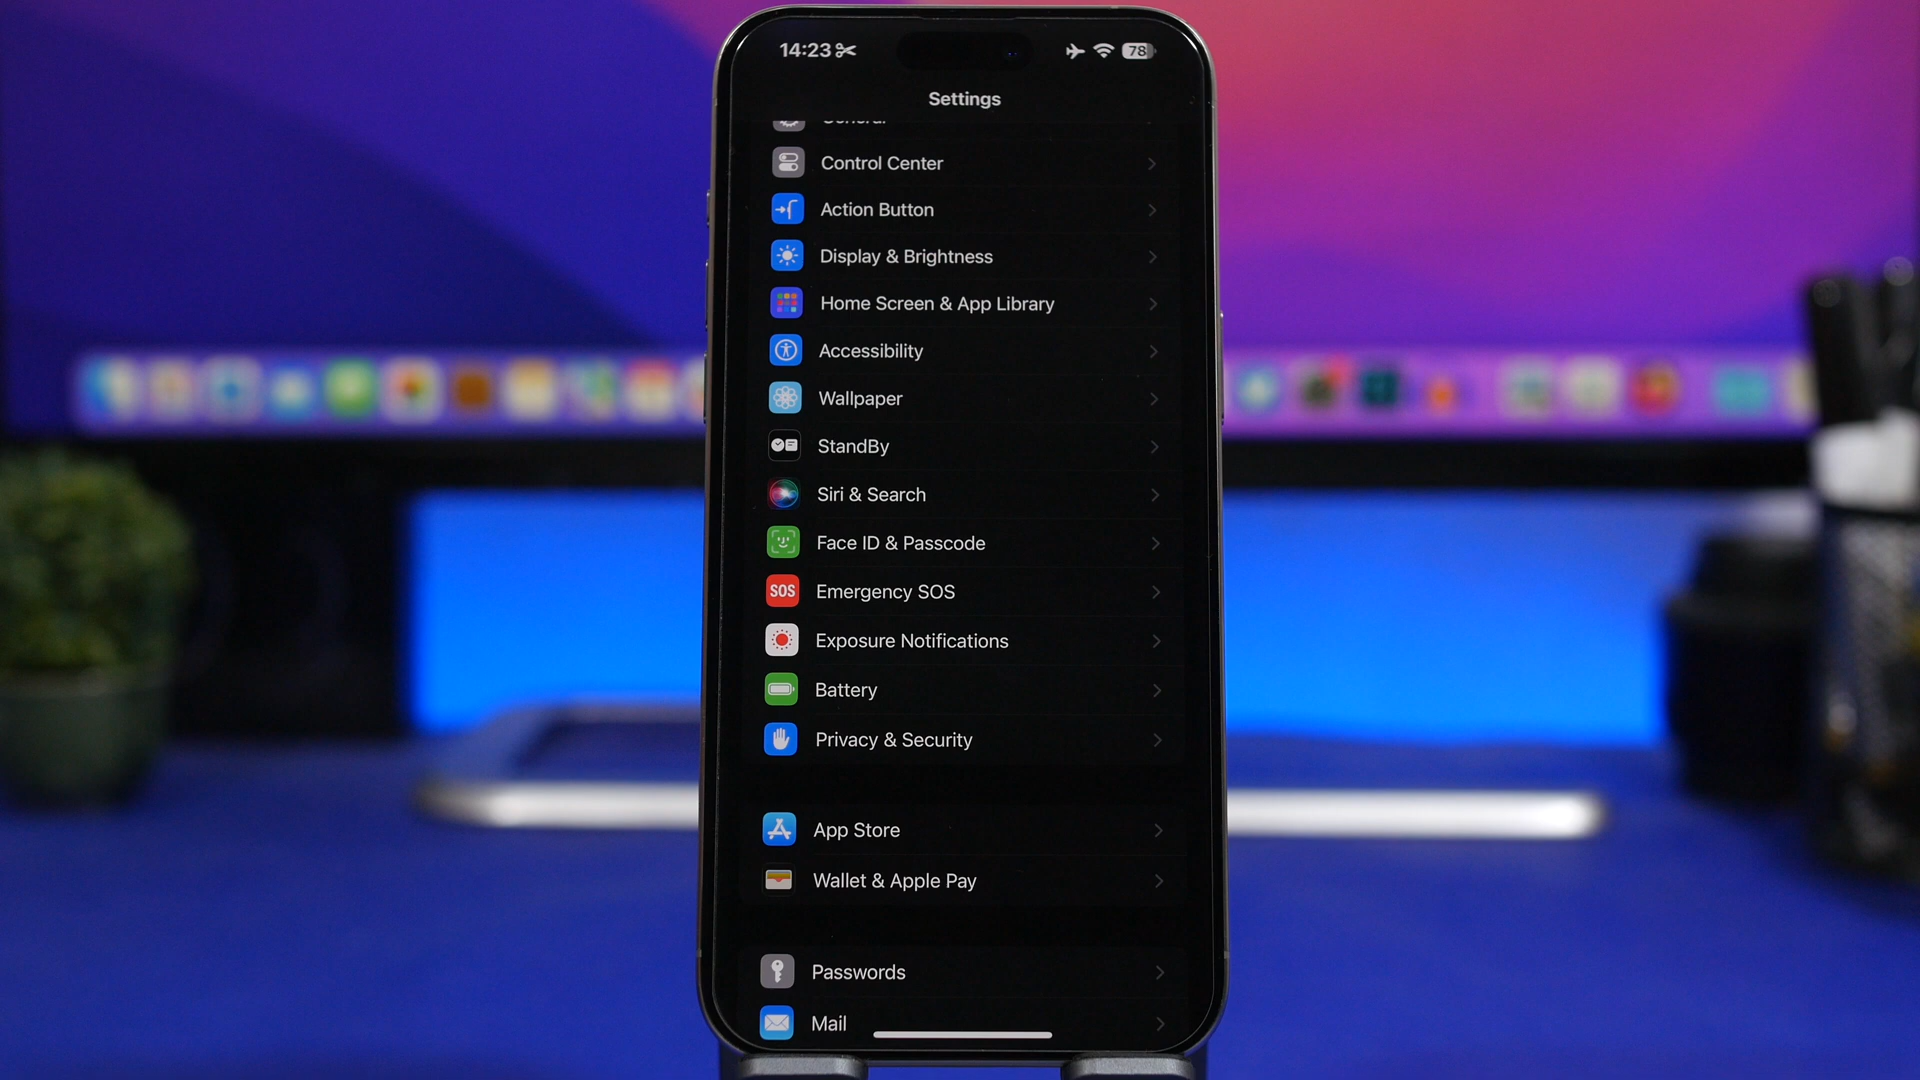 14:23
78
Settings
General
Control Center
Action Button
Display & Brightness
Home Screen & App Library
Accessibility
Wallpaper
StandBy
Siri & Search
Face ID & Passcode
SOS
Emergency SOS
Exposure Notifications
Battery
Privacy & Security
App Store
Wallet & Apple Pay
Passwords
Mail